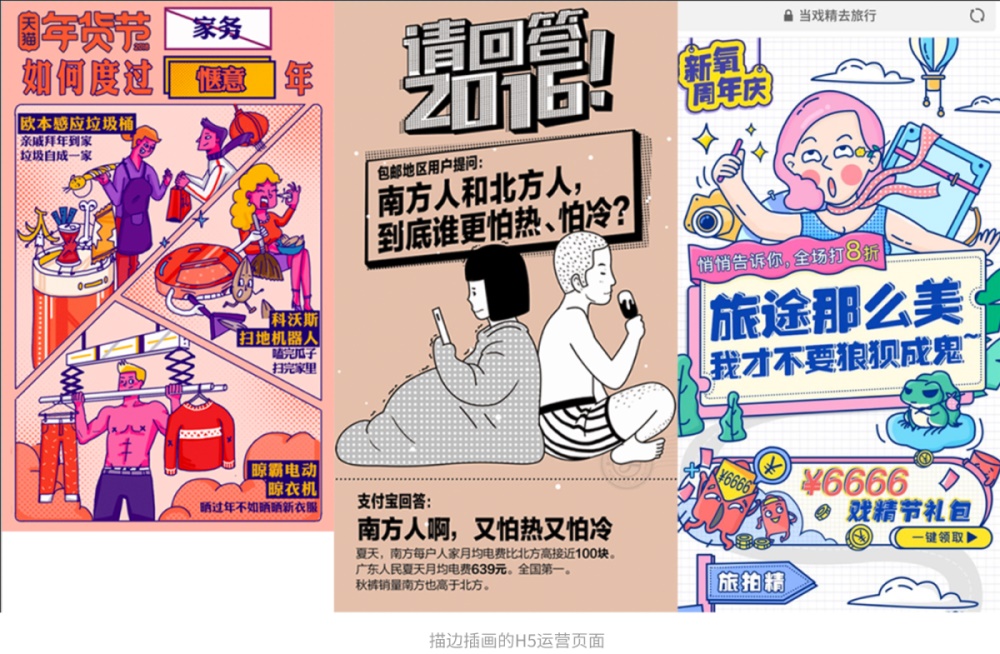 天猫
年货节
2018
家务
如何度过
惬意
年
欧本感应垃圾桶
亲戚拜年到家
垃圾自成一家
科沃斯
扫地机器人
嗑完瓜子
扫完家里
晾霸电动
晾衣机
晒过年不如晒晒新衣服
请回答
2016!
包邮地区用户提问:
南方人和北方人,
到底谁更怕热、怕冷?
支付宝回答:
南方人啊,又怕热又怕冷
夏天,南方每户人家月均电费比北方高接近100块。
广东人民夏天月均电费639元。全国第一。
秋裤销量南方也高于北方。
当戏精去旅行
新氧
周年庆
悄悄告诉你,全场打8折
旅途那么美
我才不要狼狈成鬼~
¥6666
¥6666
戏精节礼包
一键领取▶
旅拍精
描边插画的H5运营页面